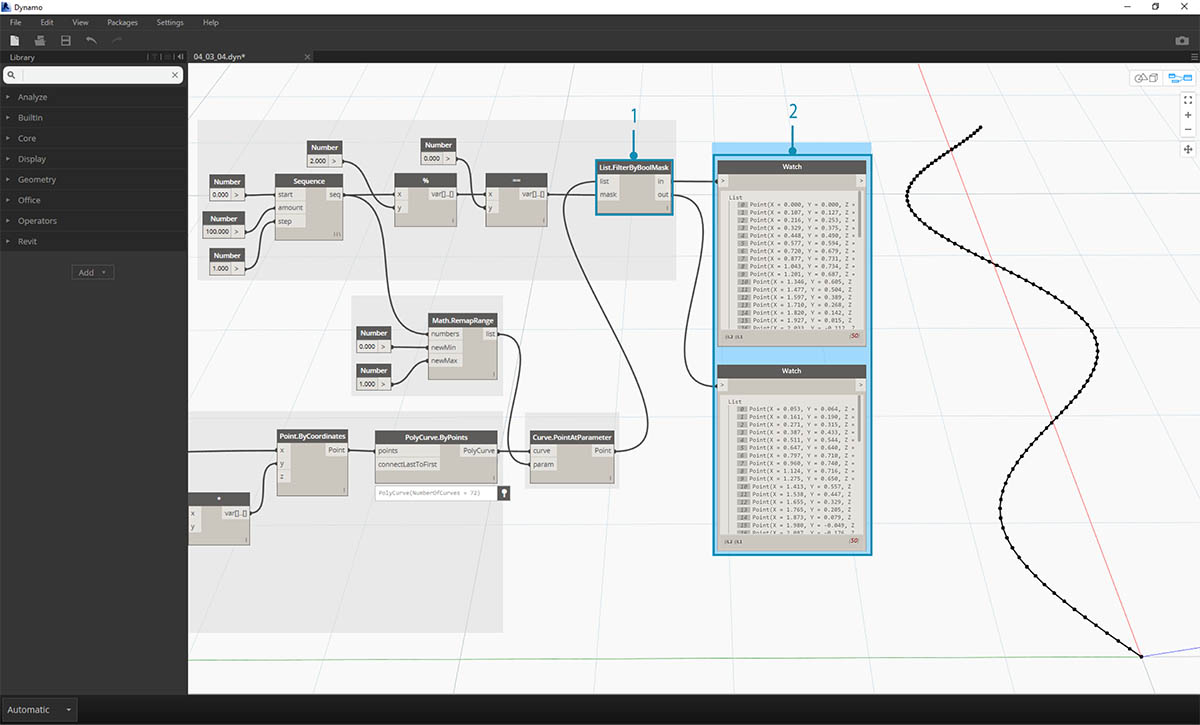 Dynamo
File Edit View Packages Settings Help
Library
04_03_04.dyn*
Analyze
BuiltIn
Core
Display
Geometry
Office
Operators
Revit
Add
1
2
Number
2.000 >
Number
0.000 >
Number
0.000 >
Number
100.000 >
Number
1.000 >
Sequence
start seq
amount
step
%
x var[]..[]
y
==
x var[]..[]
y
List.FilterByBoolMask
list in
mask out
Number
0.000 >
Number
1.000 >
Math.RemapRange
numbers list
newMin
newMax
Point.ByCoordinates
x Point
y
z
*
x var[]..[]
y
PolyCurve.ByPoints
points PolyCurve
connectLastToFirst
PolyCurve(NumberOfCurves = 72)
Curve.PointAtParameter
curve Point
param
Watch
> >
List
0 Point(X = 0.000, Y = 0.000, Z =
1 Point(X = 0.107, Y = 0.127, Z =
2 Point(X = 0.216, Y = 0.253, Z =
3 Point(X = 0.329, Y = 0.375, Z =
4 Point(X = 0.448, Y = 0.490, Z =
5 Point(X = 0.577, Y = 0.594, Z =
6 Point(X = 0.720, Y = 0.679, Z =
7 Point(X = 0.877, Y = 0.731, Z =
8 Point(X = 1.043, Y = 0.734, Z =
9 Point(X = 1.201, Y = 0.687, Z =
10 Point(X = 1.346, Y = 0.605, Z
11 Point(X = 1.477, Y = 0.504, Z
12 Point(X = 1.597, Y = 0.389, Z
13 Point(X = 1.710, Y = 0.268, Z
14 Point(X = 1.820, Y = 0.142, Z
15 Point(X = 1.927, Y = 0.015, Z
{50}
Watch
> >
List
0 Point(X = 0.053, Y = 0.064, Z =
1 Point(X = 0.161, Y = 0.190, Z =
2 Point(X = 0.271, Y = 0.315, Z =
3 Point(X = 0.387, Y = 0.433, Z =
4 Point(X = 0.511, Y = 0.544, Z =
5 Point(X = 0.647, Y = 0.640, Z =
6 Point(X = 0.797, Y = 0.710, Z =
7 Point(X = 0.960, Y = 0.740, Z =
8 Point(X = 1.124, Y = 0.716, Z =
9 Point(X = 1.275, Y = 0.650, Z =
10 Point(X = 1.413, Y = 0.557, Z
11 Point(X = 1.538, Y = 0.447, Z
12 Point(X = 1.655, Y = 0.329, Z
13 Point(X = 1.765, Y = 0.205, Z
14 Point(X = 1.873, Y = 0.079, Z
15 Point(X = 1.980, Y = -0.049, Z
{50}
Automatic